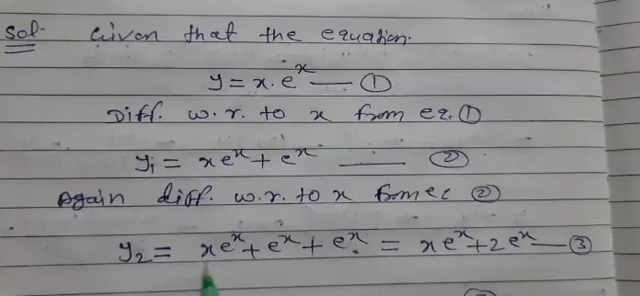 Sol- Given that the equation.
y = x.e^x — ①
Diff. w.r. to x from eq. ①
y₁ = xe^x + e^x — ②
Again diff. w.r. to x from ec ②
y₂ = xe^x + e^x + e^x = xe^x + 2e^x — ③